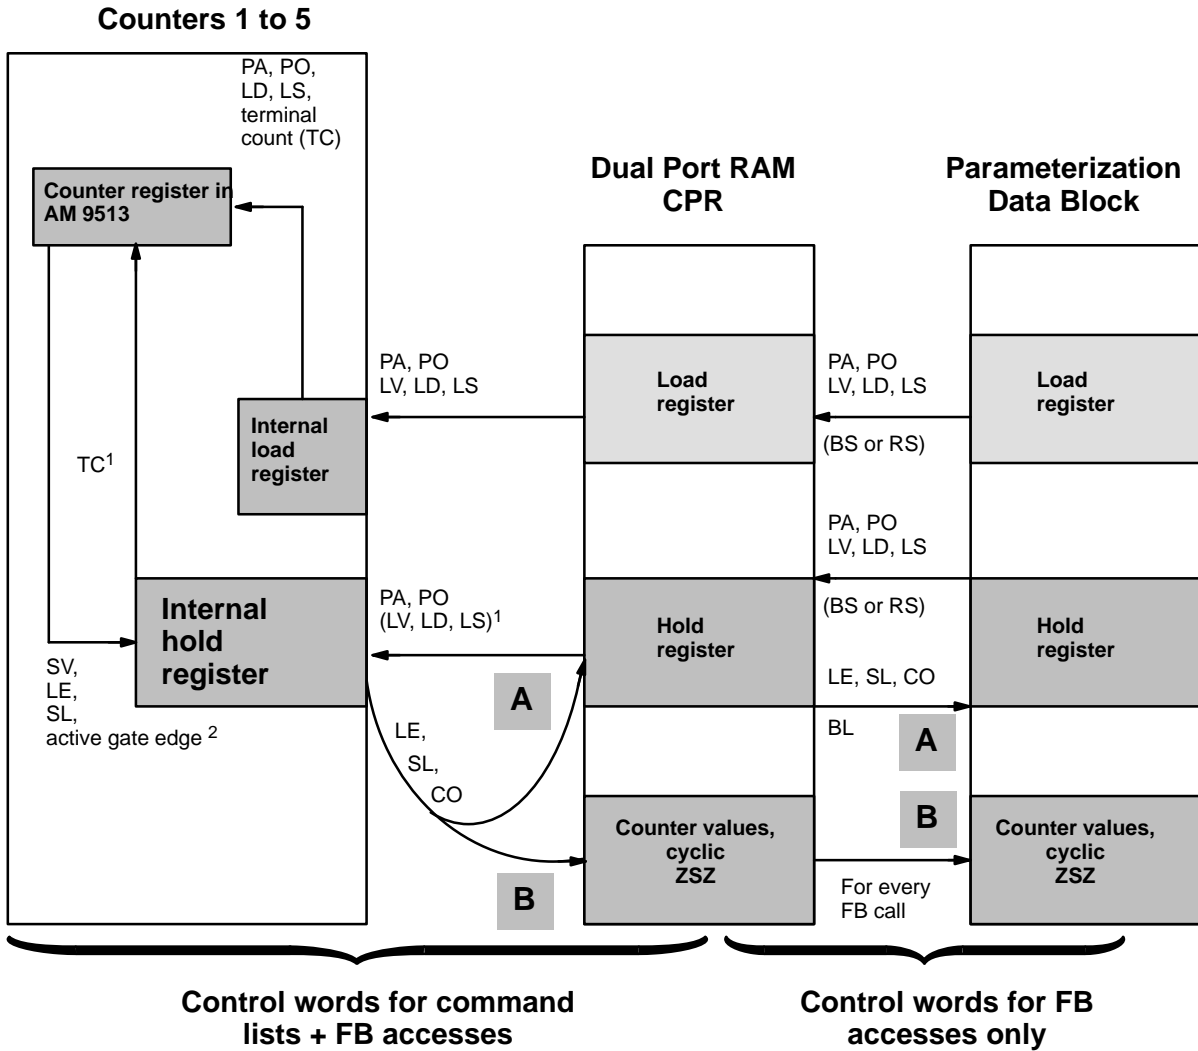 Counters 1 to 5
PA, PO,
LD, LS,
terminal
count (TC)
Counter register in
AM 9513
TC1
Internal
load
register
Internal
hold
register
SV,
LE,
SL,
active gate edge 2
PA, PO
LV, LD, LS
PA, PO
(LV, LD, LS)1
A
LE,
SL,
CO
B
Dual Port RAM
CPR
Load
register
Hold
register
Counter values,
cyclic
ZSZ
PA, PO
LV, LD, LS
(BS or RS)
PA, PO
LV, LD, LS
(BS or RS)
LE, SL, CO
BL
A
B
For every
FB call
Parameterization
Data Block
Load
register
Hold
register
Counter values,
cyclic
ZSZ
Control words for command
lists + FB accesses
Control words for FB
accesses only